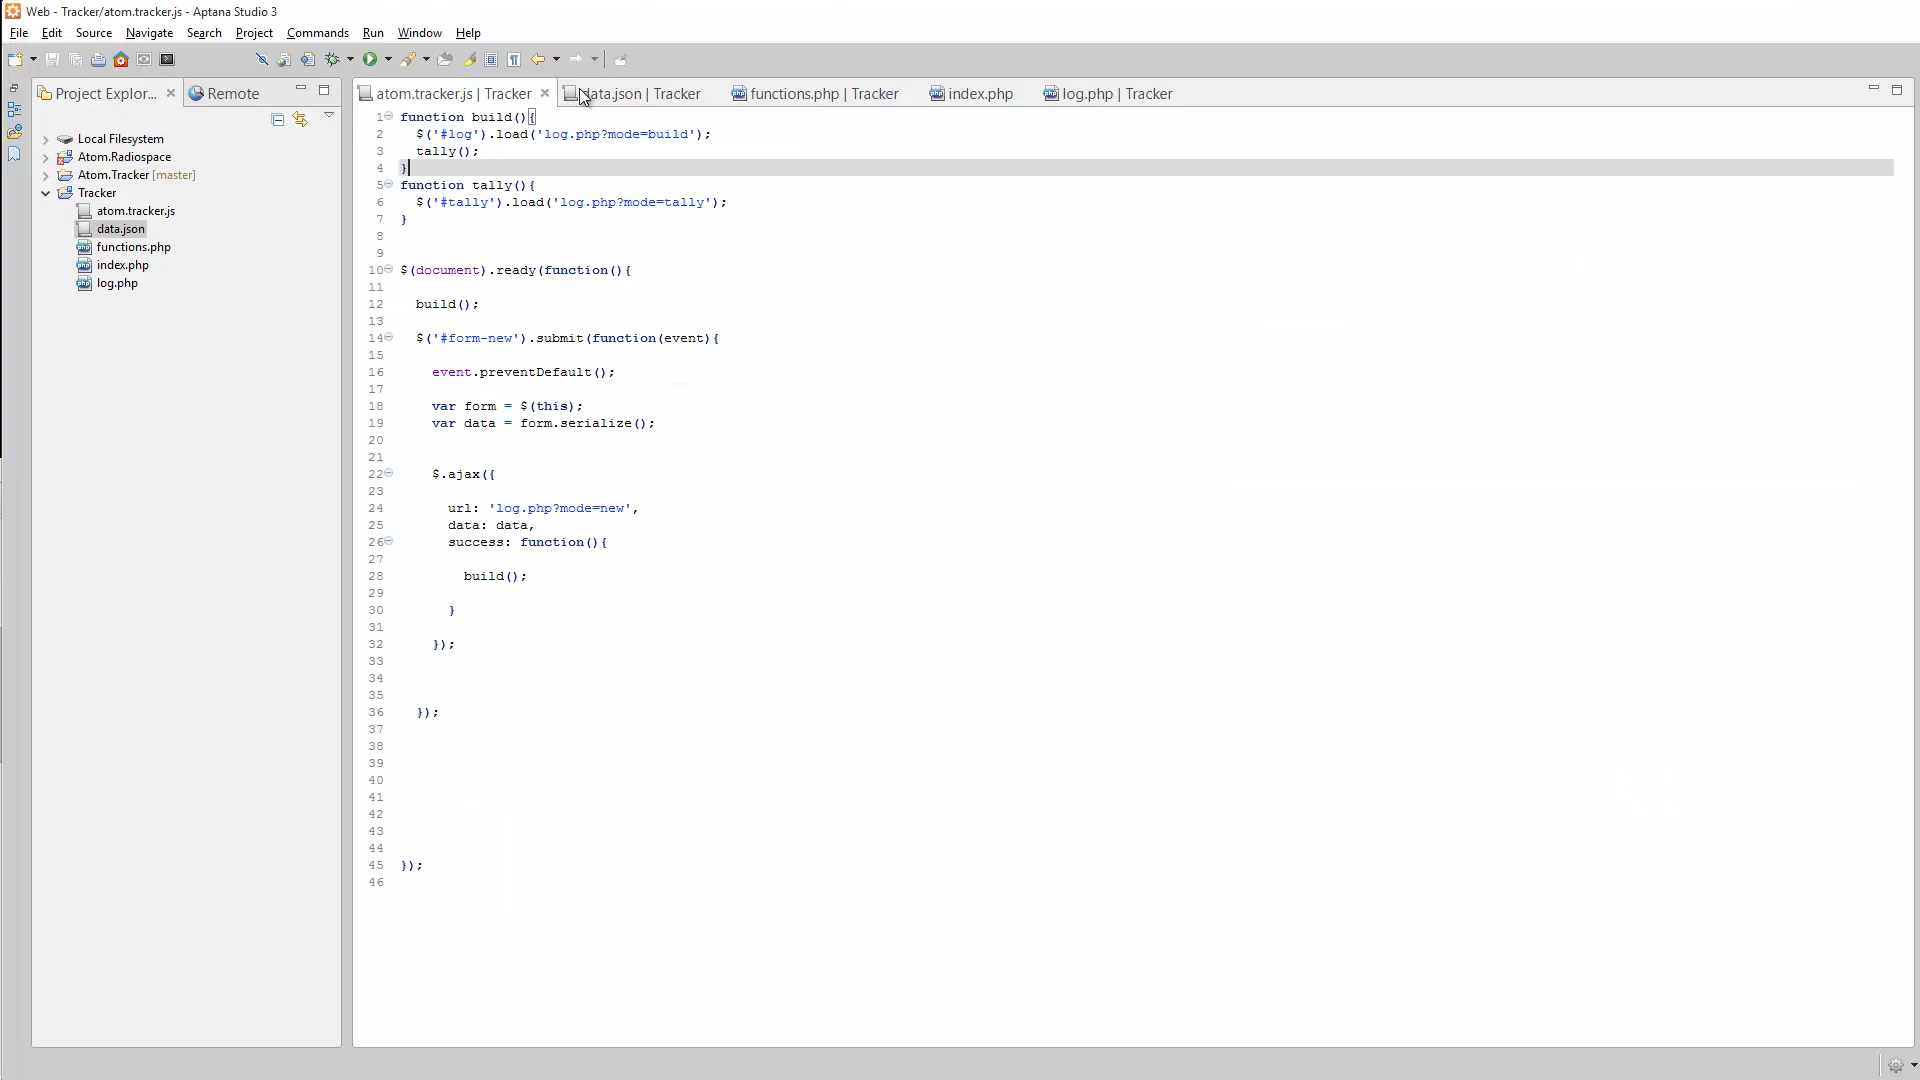 Web - Tracker/atom.tracker.js - Aptana Studio 3
File Edit Source Navigate Search Project Commands Run Window Help
Project Explor... Remote
atom.tracker.js | Tracker data.json | Tracker functions.php | Tracker index.php log.php | Tracker
Local Filesystem
Atom.Radiospace
Atom.Tracker [master]
Tracker
atom.tracker.js
data.json
functions.php
index.php
log.php
1 function build(){
2 $('#log').load('log.php?mode=build');
3 tally();
4 }
5 function tally(){
6 $('#tally').load('log.php?mode=tally');
7 }
8
9
10 $(document).ready(function(){
11
12 build();
13
14 $('#form-new').submit(function(event){
15
16 event.preventDefault();
17
18 var form = $(this);
19 var data = form.serialize();
20
21
22 $.ajax({
23
24 url: 'log.php?mode=new',
25 data: data,
26 success: function(){
27
28 build();
29
30 }
31
32 });
33
34
35
36 });
37
38
39
40
41
42
43
44
45 });
46